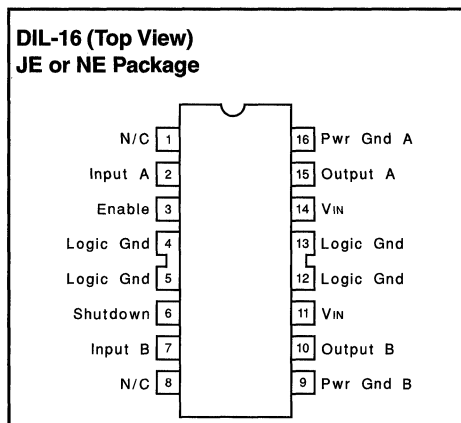 DIL-16 (Top View)
JE or NE Package
N/C 1 16 Pwr Gnd A
Input A 2 15 Output A
Enable 3 14 VIN
Logic Gnd 4 13 Logic Gnd
Logic Gnd 5 12 Logic Gnd
Shutdown 6 11 VIN
Input B 7 10 Output B
N/C 8 9 Pwr Gnd B